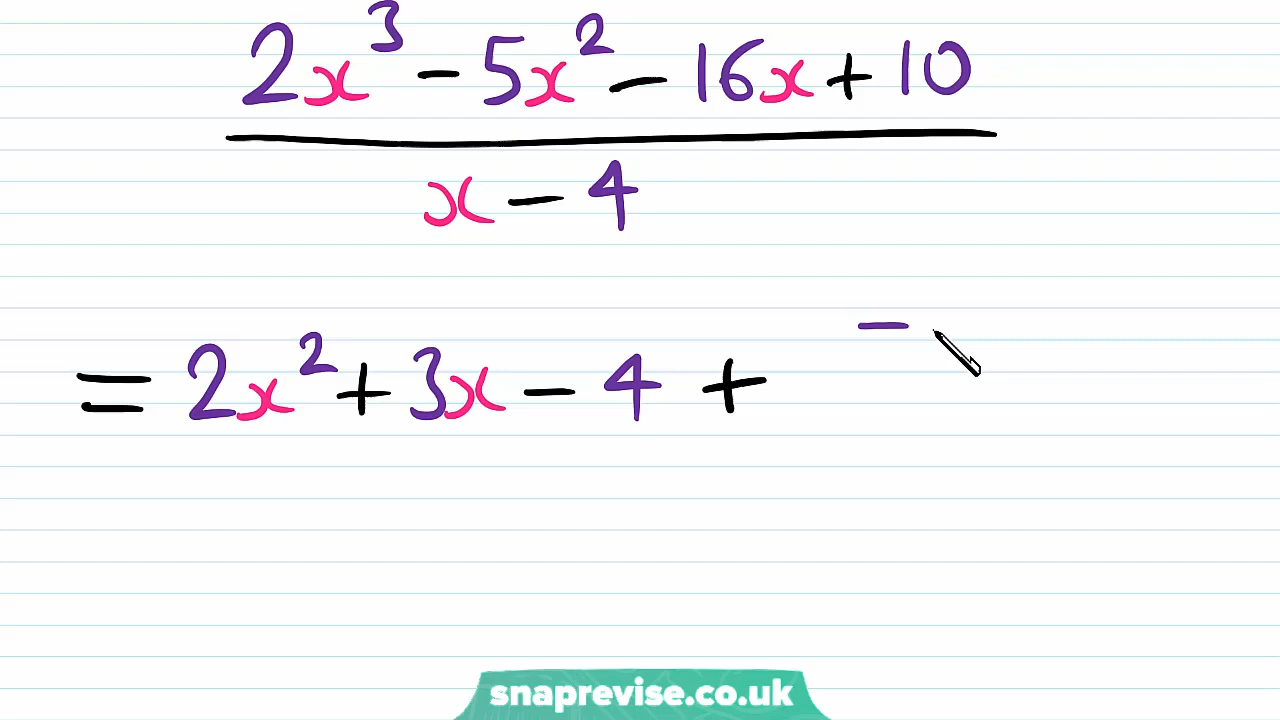 2x³ - 5x² - 16x + 10
x - 4
= 2x² + 3x - 4 + -
snaprevise.co.uk